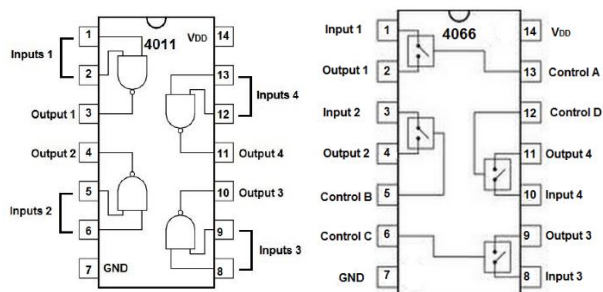 4011
1
2
3
4
5
6
7
14
13
12
11
10
9
8
VDD
Inputs 1
Output 1
Output 2
Inputs 2
GND
Inputs 4
Output 4
Output 3
Inputs 3
4066
Input 1
1
Output 1
2
Input 2
3
Output 2
4
Control B
5
Control C
6
GND
7
14
VDD
13
Control A
12
Control D
11
Output 4
10
Input 4
9
Output 3
8
Input 3